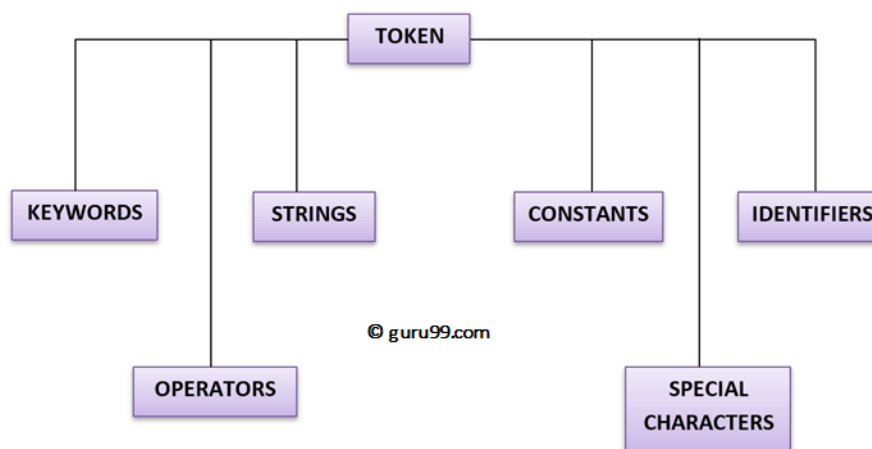 TOKEN
KEYWORDS
STRINGS
CONSTANTS
IDENTIFIERS
© guru99.com
OPERATORS
SPECIAL
CHARACTERS